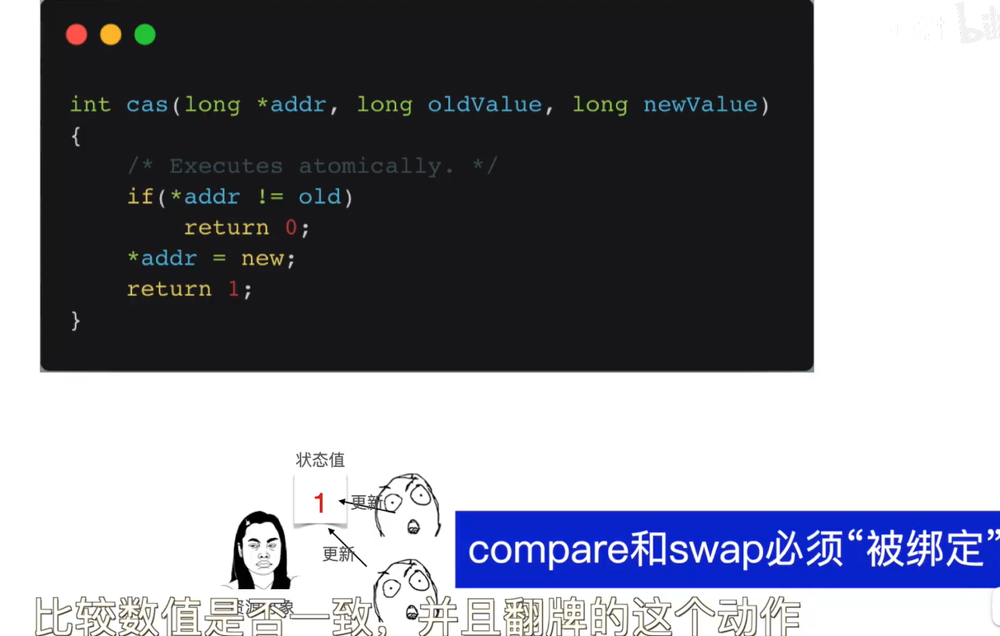 int cas(long *addr, long oldValue, long newValue)
{
/* Executes atomically. */
if(*addr != old)
return 0;
*addr = new;
return 1;
}
状态值
1
更新
更新
compare和swap必须“被绑定”
比较数值是否一致，并且翻牌的这个动作